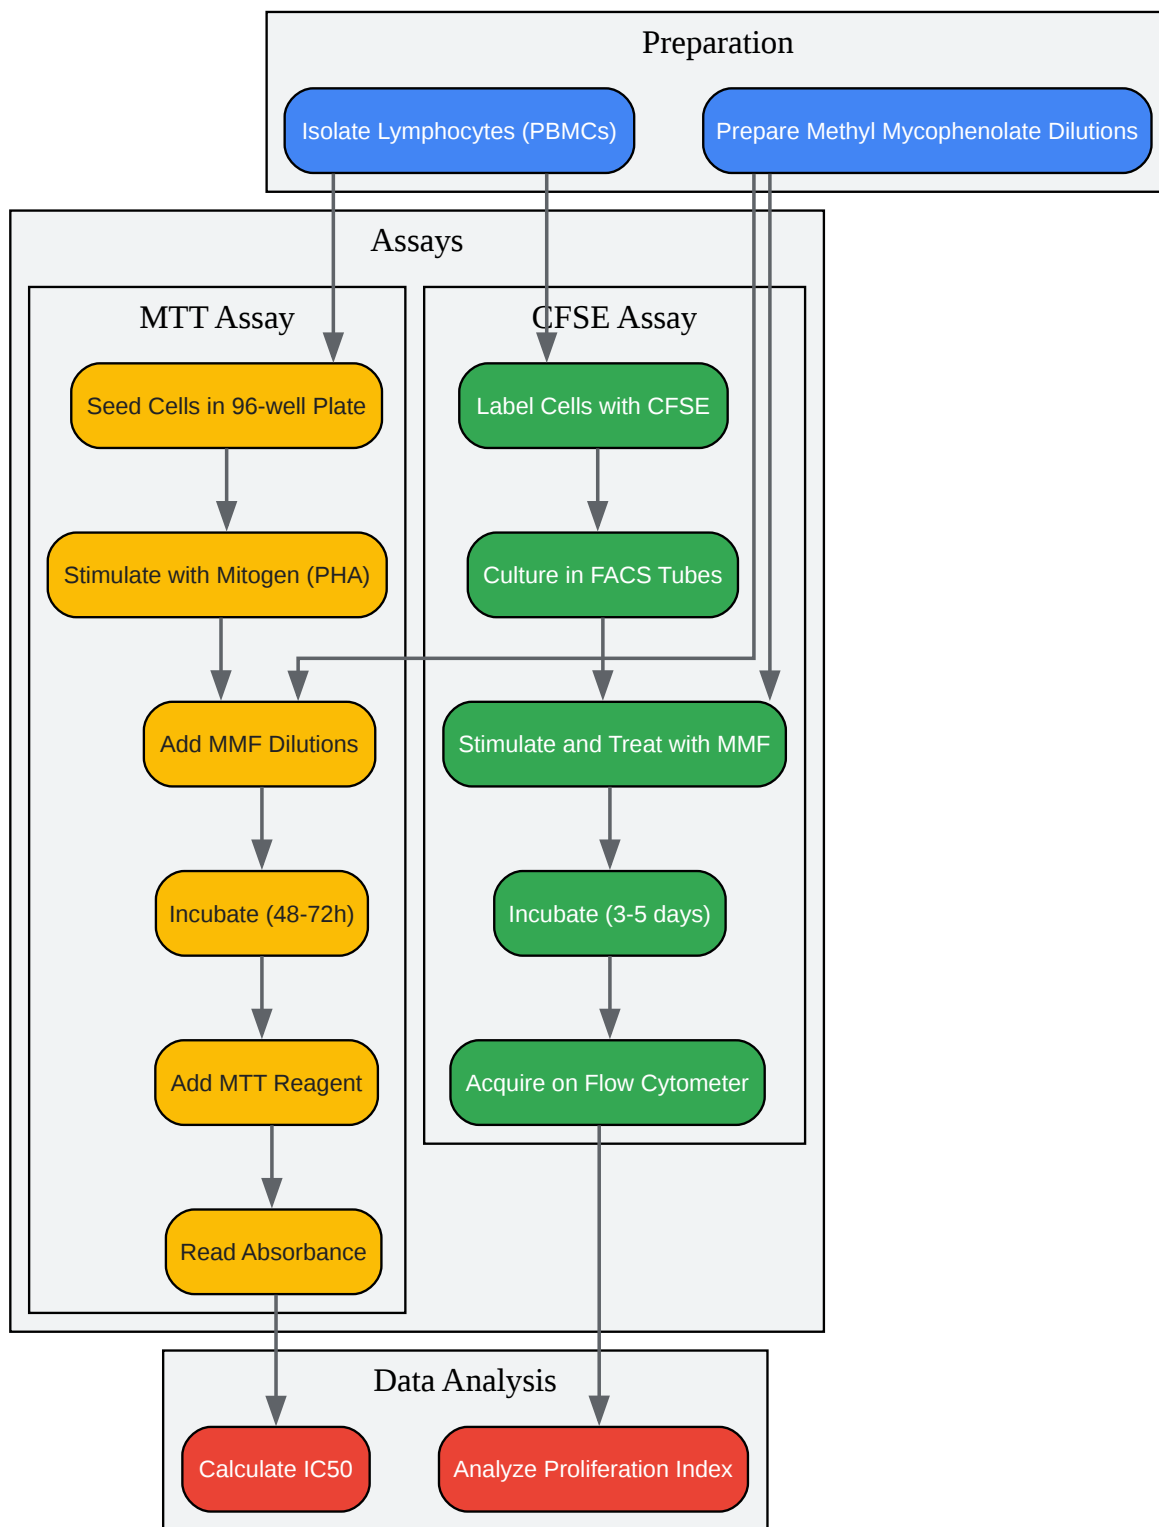 Preparation
Isolate Lymphocytes (PBMCs)
Prepare Methyl Mycophenolate Dilutions
Assays
MTT Assay
Seed Cells in 96-well Plate
Stimulate with Mitogen (PHA)
Add MMF Dilutions
Incubate (48-72h)
Add MTT Reagent
Read Absorbance
CFSE Assay
Label Cells with CFSE
Culture in FACS Tubes
Stimulate and Treat with MMF
Incubate (3-5 days)
Acquire on Flow Cytometer
Data Analysis
Calculate IC50
Analyze Proliferation Index